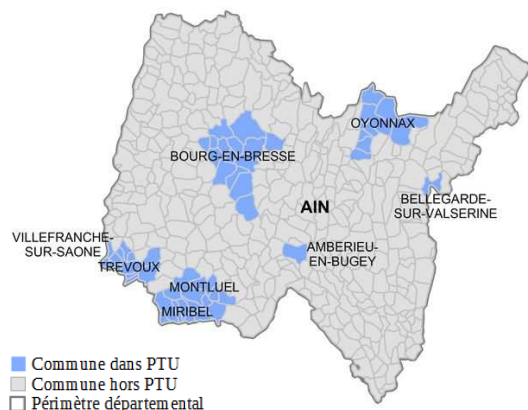 OYONNAX
BOURG-EN-BRESSE
BELLEGARDE-
SUR-VALSERINE
AIN
VILLEFRANCHE-
SUR-SAONE
TREVOUX
AMBERIEU-
EN-BUGEY
MONTLUEL
MIRIBEL
Commune dans PTU
Commune hors PTU
Périmètre départemental